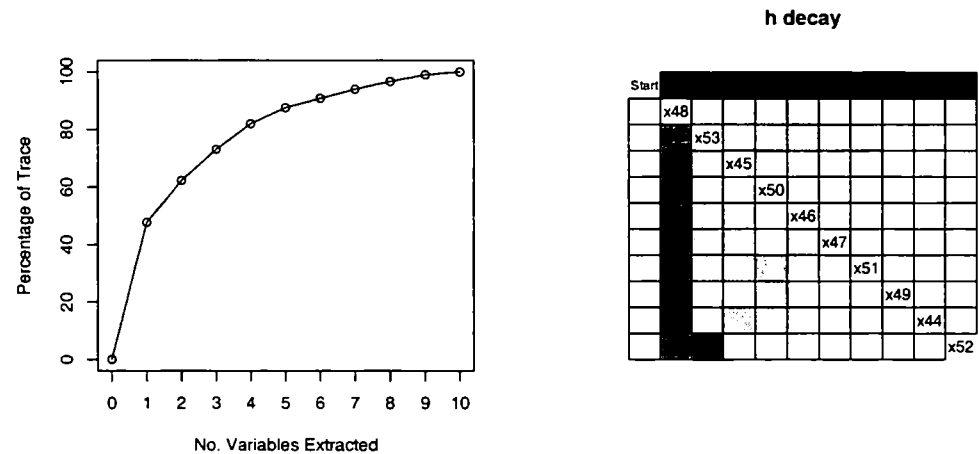 h decay
Percentage of Trace
100
80
60
40
20
0
0 1 2 3 4 5 6 7 8 9 10
No. Variables Extracted
Start
x48
x53
x45
x50
x46
x47
x51
x49
x44
x52